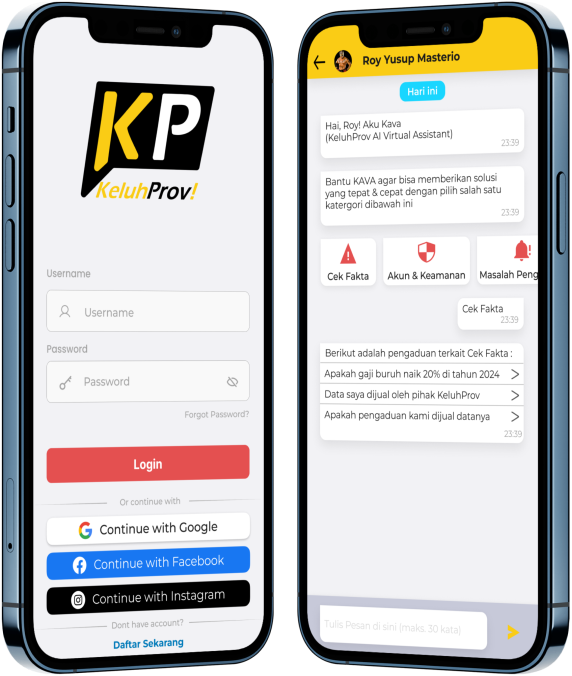 KP
KeluhProv!
Username
Username
Password
Password
Forgot Password?
Login
Or continue with
Continue with Google
Continue with Facebook
Continue with Instagram
Dont have account?
Daftar Sekarang
Roy Yusup Masterio
Hari ini
Hai, Roy! Aku Kava
(KeluhProv AI Virtual Assistant)
23:39
Bantu KAVA agar bisa memberikan solusi
yang tepat & cepat dengan pilih salah satu
katergori dibawah ini
23:39
Cek Fakta
Akun & Keamanan
Masalah Peng
Cek Fakta
23:39
Berikut adalah pengaduan terkait Cek Fakta :
Apakah gaji buruh naik 20% di tahun 2024
Data saya dijual oleh pihak KeluhProv
Apakah pengaduan kami dijual datanya
23:39
Tulis Pesan di sini (maks. 30 kata)